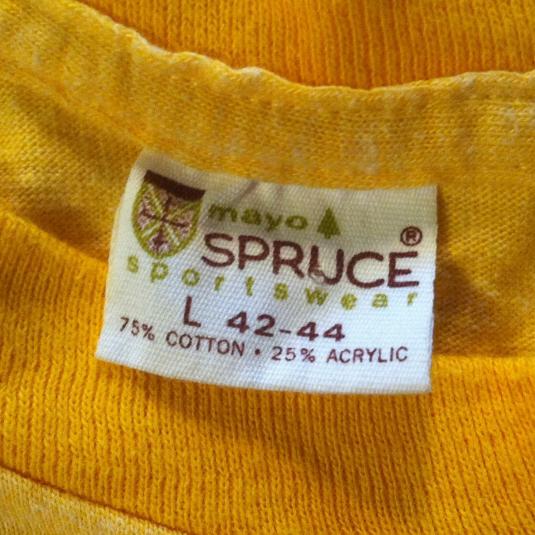 mayo
SPRUCE®
sportswear
L 42-44
75% COTTON • 25% ACRYLIC